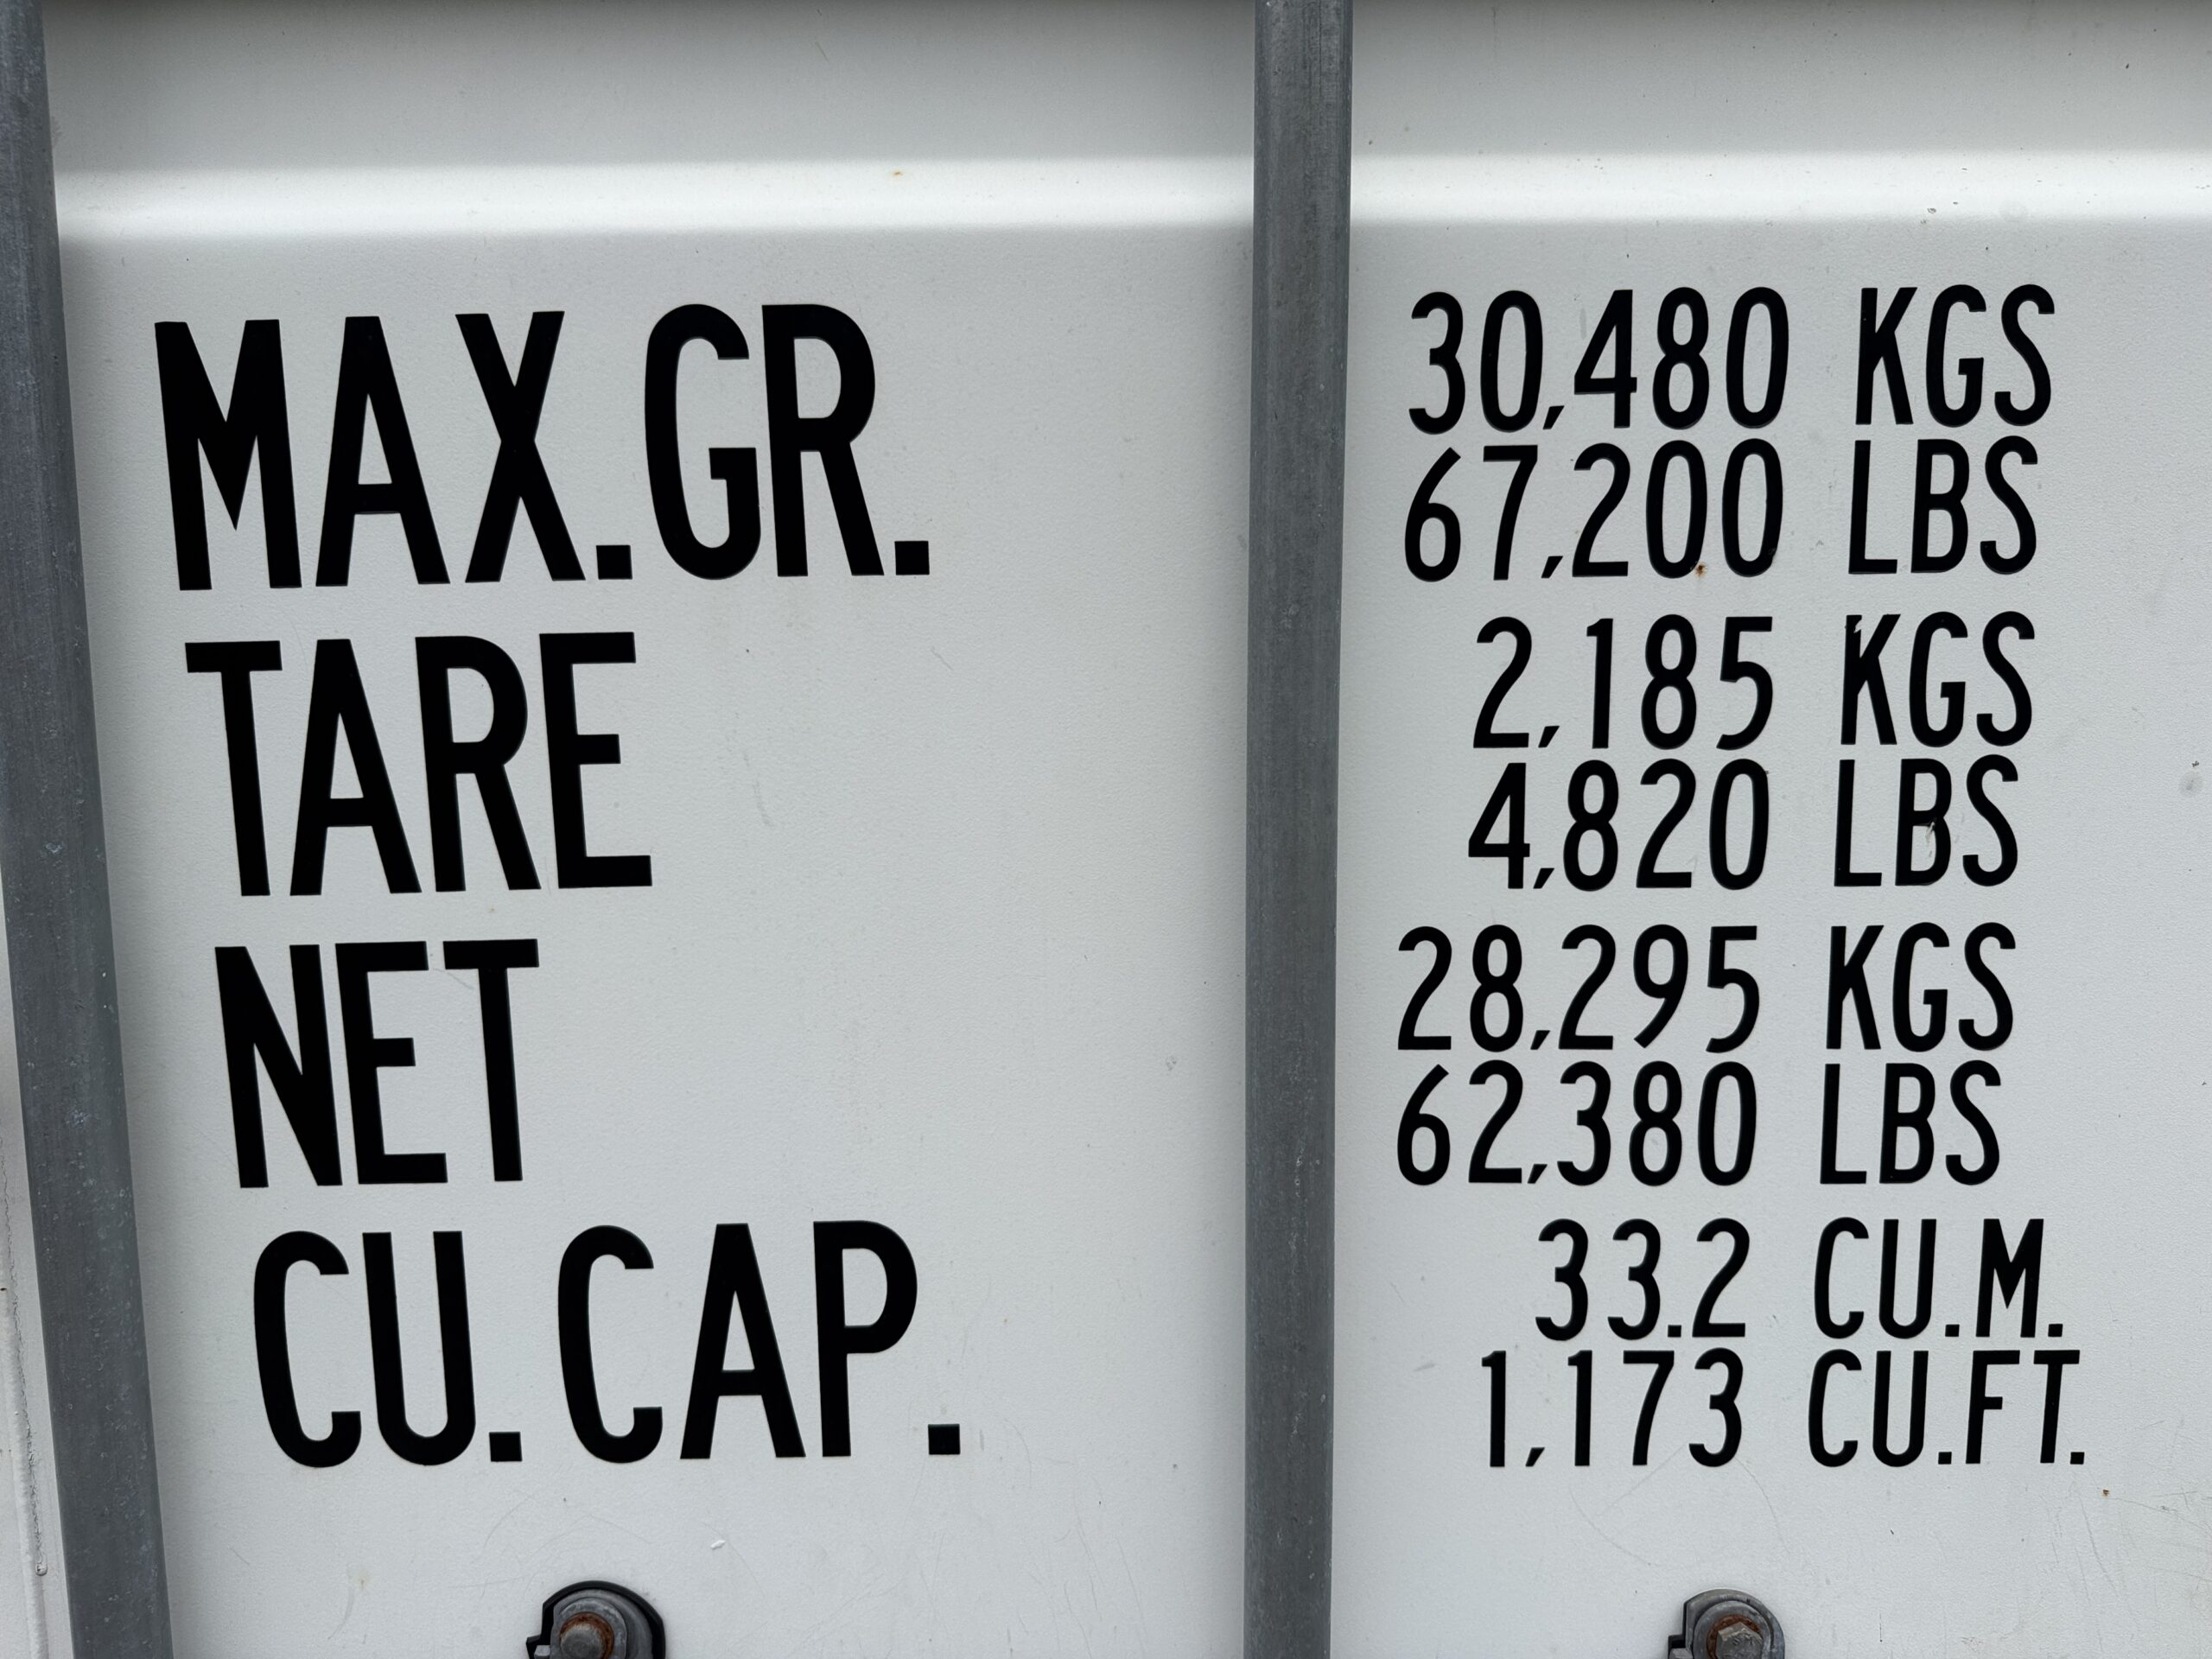 MAX.GR. 30,480 KGS
67,200 LBS
TARE 2,185 KGS
4,820 LBS
NET 28,295 KGS
62,380 LBS
CU.CAP. 33.2 CU.M.
1,173 CU.FT.